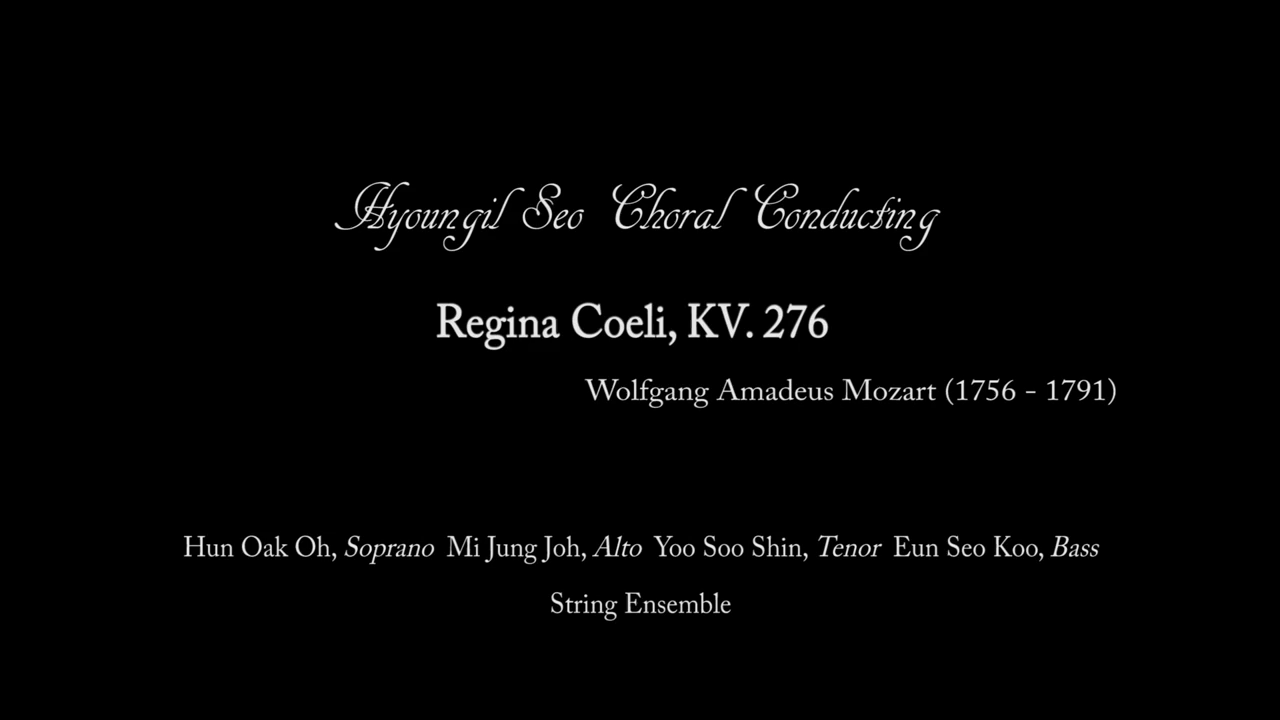 Hyoungil Seo Choral Conducting
Regina Coeli, KV. 276
Wolfgang Amadeus Mozart (1756 - 1791)
Hun Oak Oh, Soprano Mi Jung Joh, Alto Yoo Soo Shin, Tenor Eun Seo Koo, Bass
String Ensemble